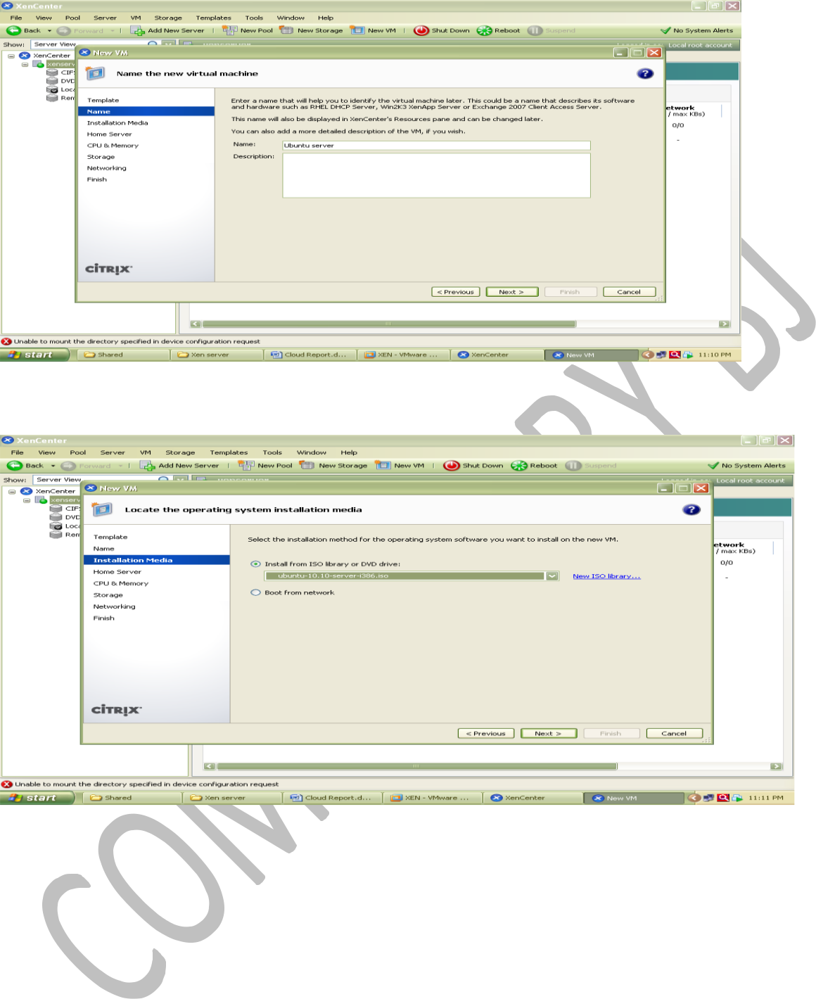 XenCenter
File View Pool Server VM Storage Templates Tools Window Help
Back Forward Add New Server New Pool New Storage New VM Shut Down Reboot Suspend No System Alerts
Show: Server View Local root account
XenCenter New VM
xenserv
CIF
DVD
Loca
Rem
Name the new virtual machine
Template
Name
Installation Media
Home Server
CPU & Memory
Storage
Networking
Finish
CITRIX
Enter a name that will help you to identify the virtual machine later. This could be a name that describes its software
and hardware such as RHEL DHCP Server, Win2K3 XenApp Server or Exchange 2007 Client Access Server.
This name will also be displayed in XenCenter's Resources pane and can be changed later.
You can also add a more detailed description of the VM, if you wish.
Name: Ubuntu server
Description:
etwork
/ max KBs)
0/0
-
< Previous Next > Finish Cancel
Unable to mount the directory specified in device configuration request
start Shared Xen server Cloud Report.d... XEN - VMware ... XenCenter New VM 11:10 PM
XenCenter
File View Pool Server VM Storage Templates Tools Window Help
Back Forward Add New Server New Pool New Storage New VM Shut Down Reboot Suspend No System Alerts
Show: Server View Local root account
XenCenter New VM
xenserv
CIF
DVD
Loca
Rem
Locate the operating system installation media
Template
Name
Installation Media
Home Server
CPU & Memory
Storage
Networking
Finish
CITRIX
Select the installation method for the operating system software you want to install on the new VM.
Install from ISO library or DVD drive:
ubuntu-10.10-server-i386.iso New ISO library...
Boot from network
etwork
/ max KBs)
0/0
-
< Previous Next > Finish Cancel
Unable to mount the directory specified in device configuration request
start Shared Xen server Cloud Report.d... XEN - VMware ... XenCenter New VM 11:11 PM